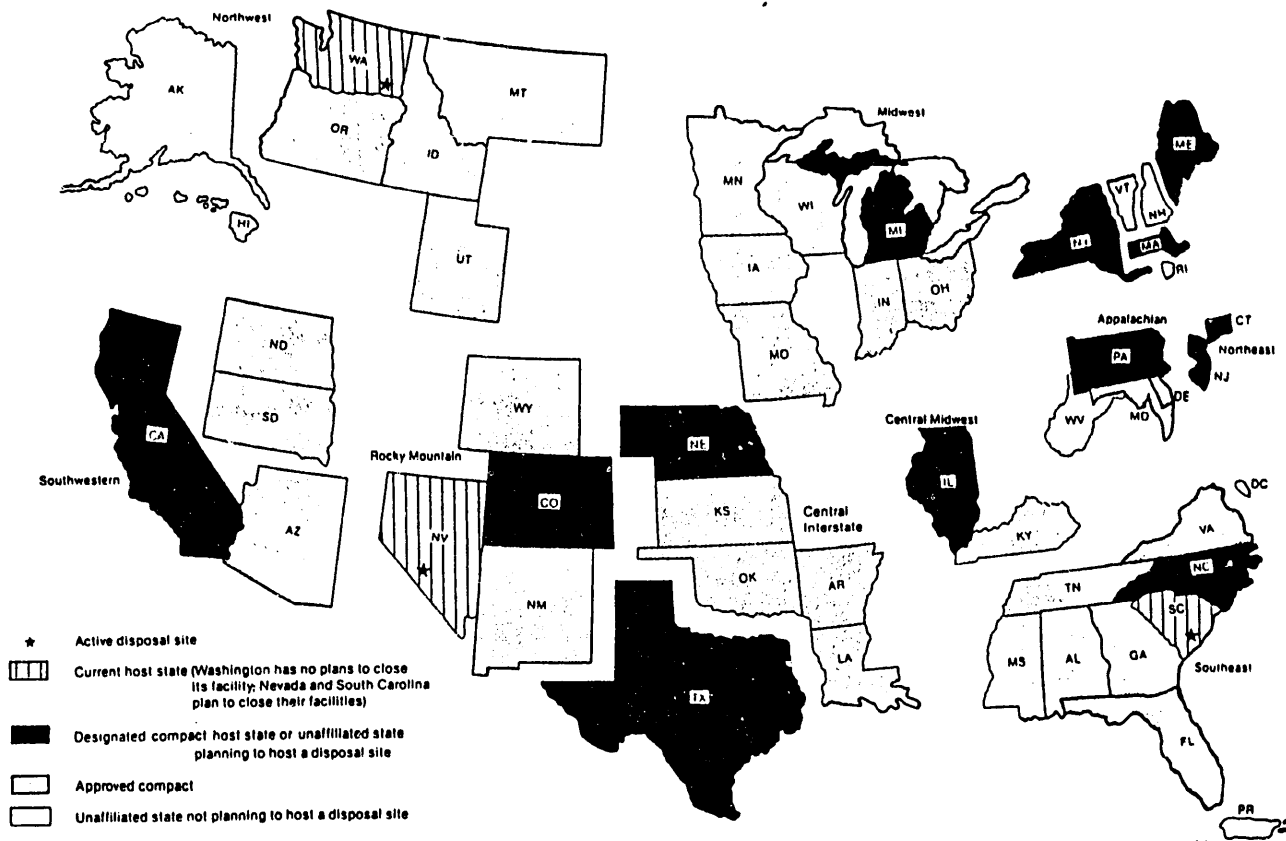 Northwest
AK
WA
MT
OR
ID
HI
UT
Midwest
MN
WI
MI
IA
IN
OH
MO
ME
VT
NH
MA
RI
Appalachian
CT
PA
Northeast
NJ
DE
WV
MD
ND
SD
CA
Southwestern
AZ
WY
Rocky Mountain
CO
NV
NM
NE
KS
Central
Interstate
OK
AR
LA
TX
Central Midwest
IL
KY
DC
VA
TN
NC
SC
MS
AL
GA
Southeast
FL
PR
Active disposal site
Current host state (Washington has no plans to close
its facility; Nevada and South Carolina
plan to close their facilities)
Designated compact host state or unaffiliated state
planning to host a disposal site
Approved compact
Unaffiliated state not planning to host a disposal site